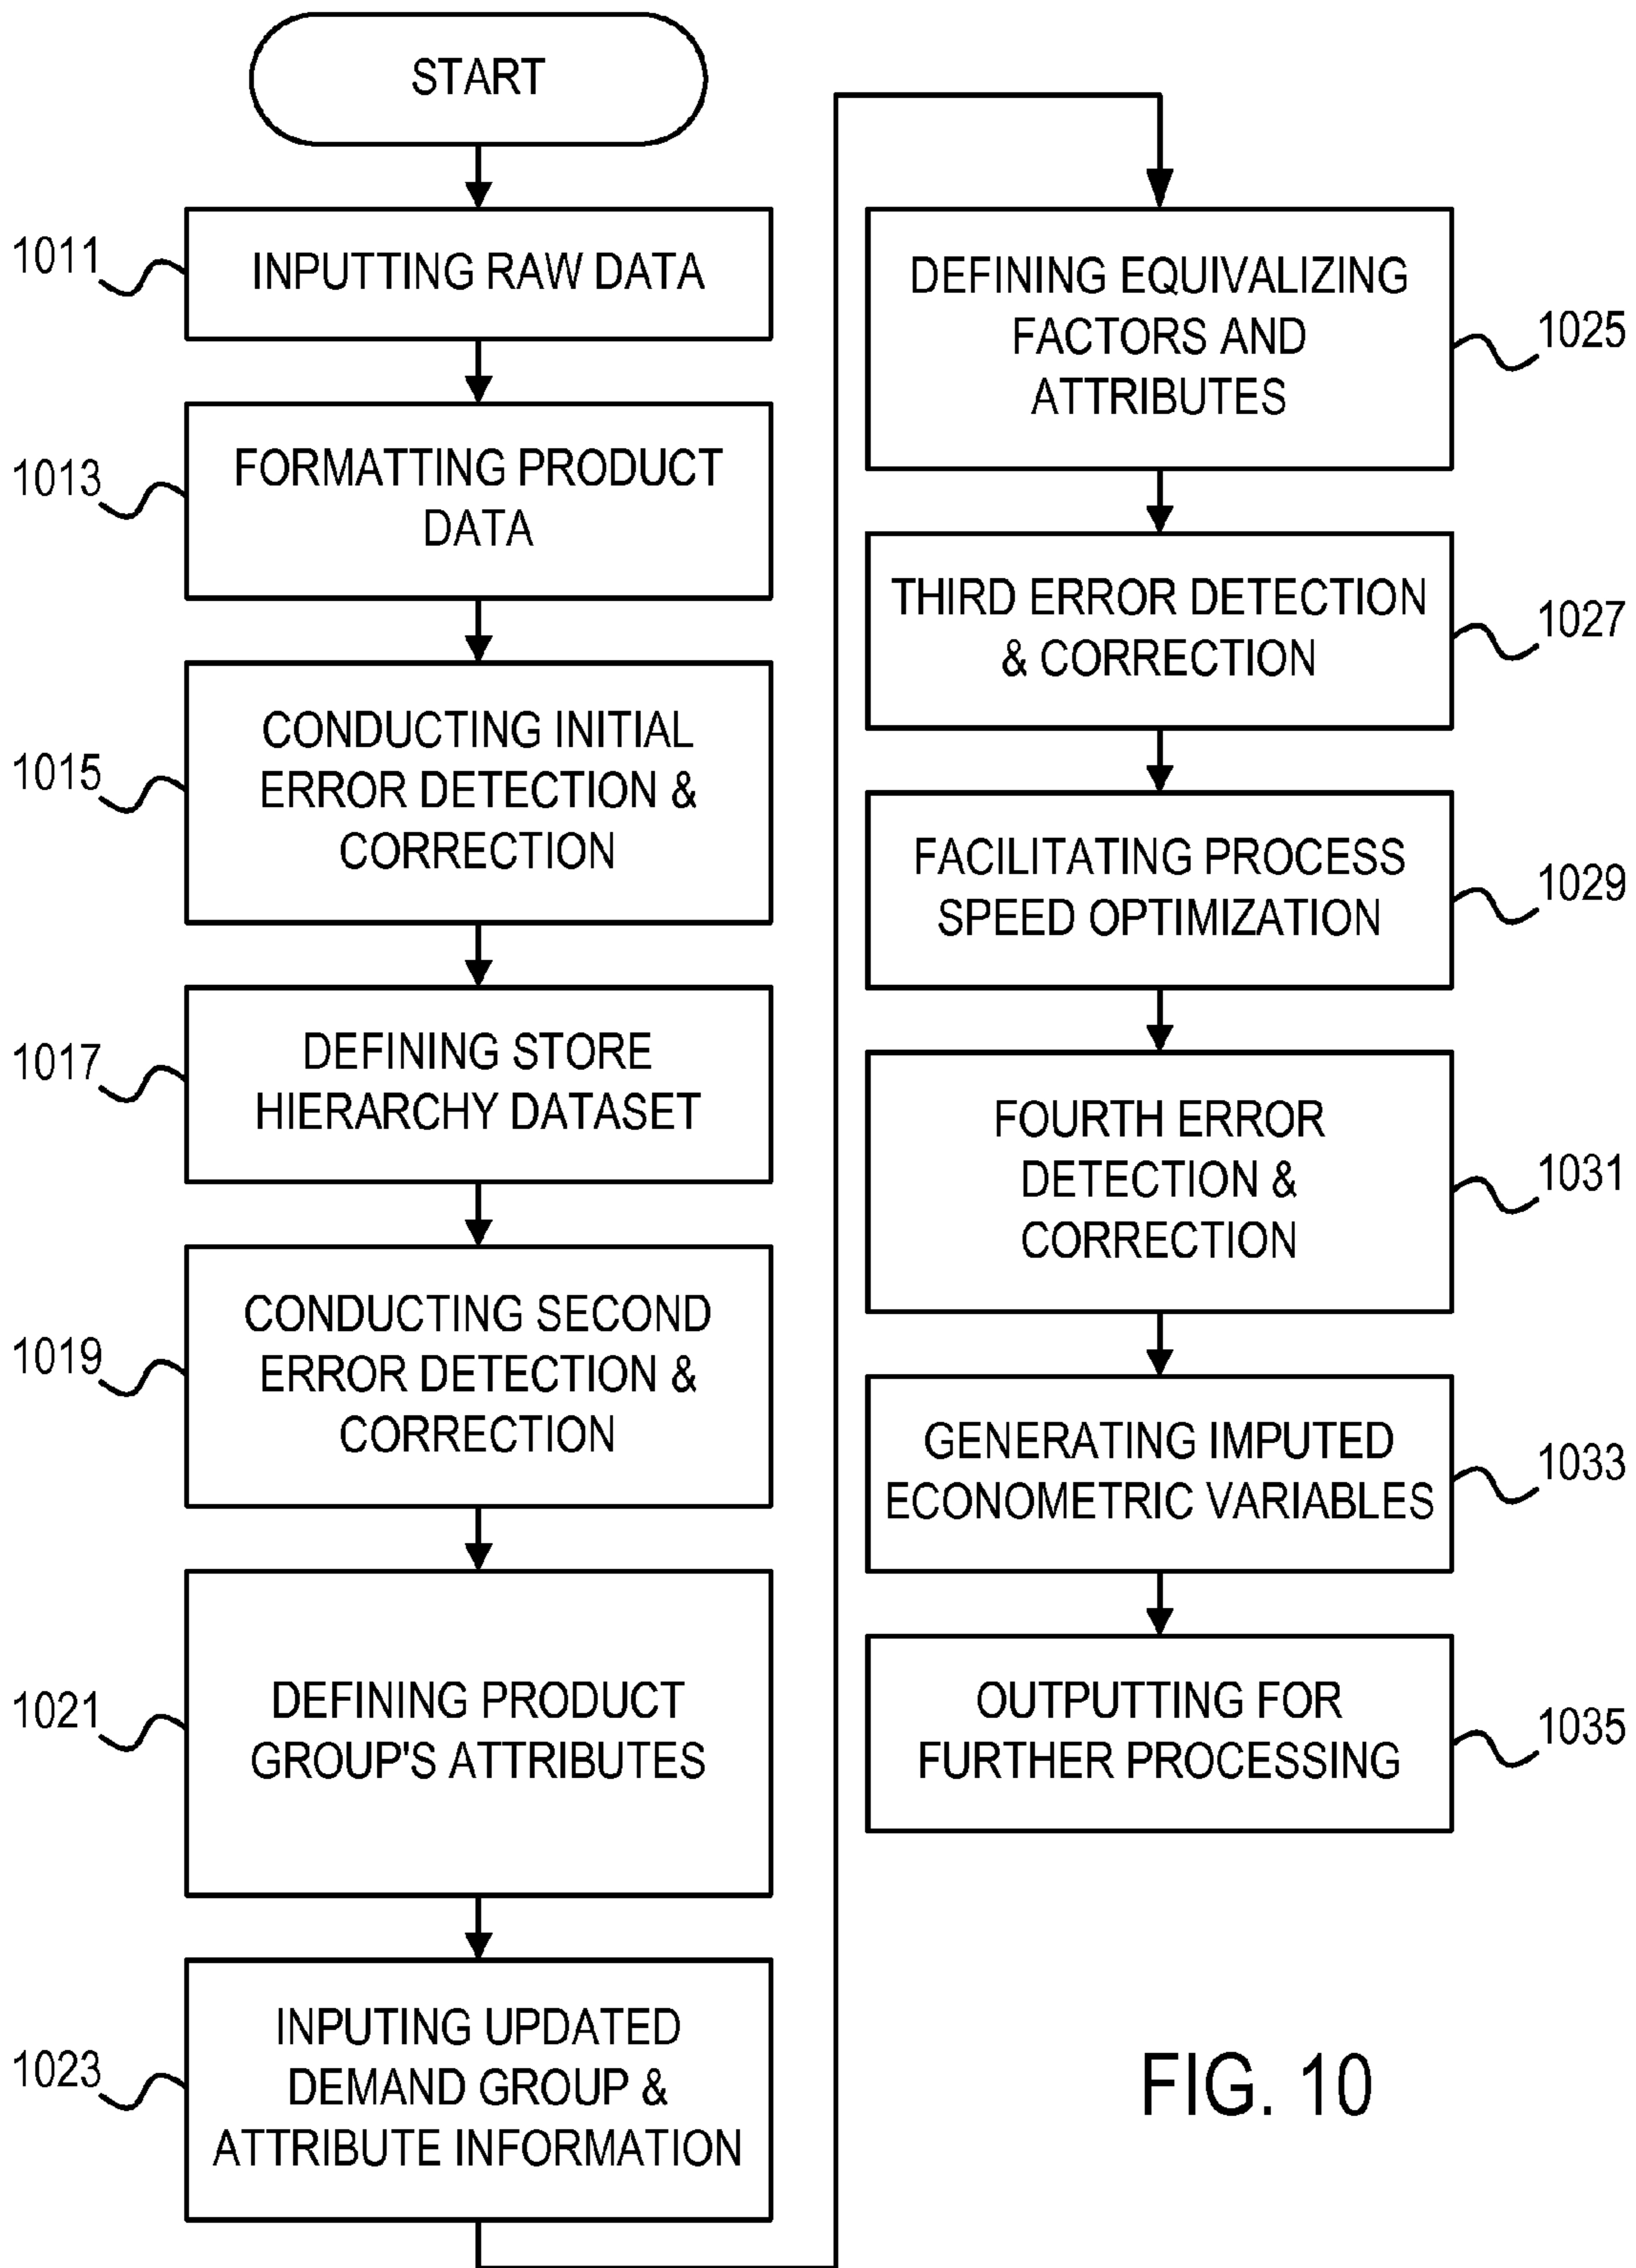 START
1011
INPUTTING RAW DATA
1013
FORMATTING PRODUCT
DATA
1015
CONDUCTING INITIAL
ERROR DETECTION &
CORRECTION
1017
DEFINING STORE
HIERARCHY DATASET
1019
CONDUCTING SECOND
ERROR DETECTION &
CORRECTION
1021
DEFINING PRODUCT
GROUP'S ATTRIBUTES
1023
INPUTING UPDATED
DEMAND GROUP &
ATTRIBUTE INFORMATION
DEFINING EQUIVALIZING
FACTORS AND
ATTRIBUTES
1025
THIRD ERROR DETECTION
& CORRECTION
1027
FACILITATING PROCESS
SPEED OPTIMIZATION
1029
FOURTH ERROR
DETECTION &
CORRECTION
1031
GENERATING IMPUTED
ECONOMETRIC VARIABLES
1033
OUTPUTTING FOR
FURTHER PROCESSING
1035
FIG. 10